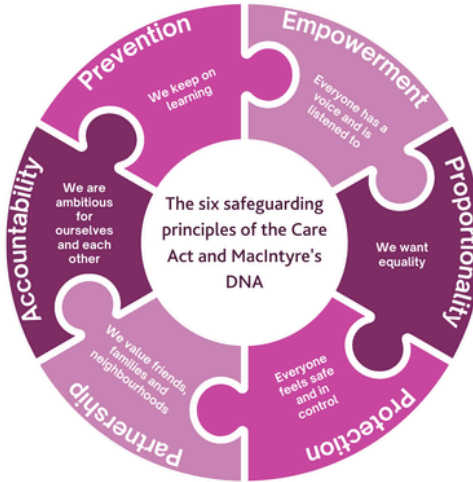 The six safeguarding
principles of the Care
Act and MacIntyre's
DNA
Empowerment
Everyone has a
voice and is
listened to
Proportionality
We want
equality
Protection
Everyone
feels safe
and in
control
Partnership
We value friends,
families and
neighbourhoods
Accountability
We are
ambitious
for
ourselves
and each
other
Prevention
We keep on
learning